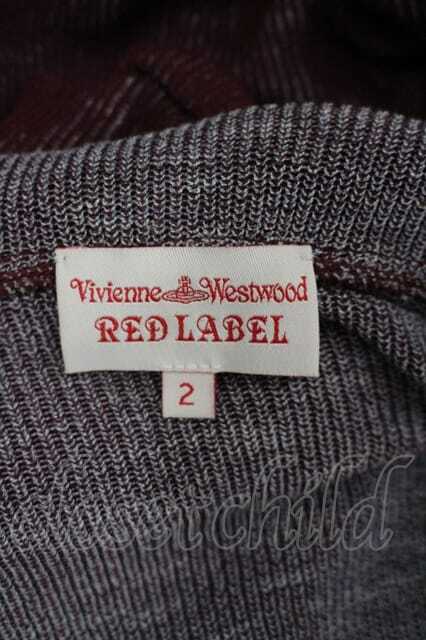 Vivienne Westwood
RED LABEL
2
closetchild